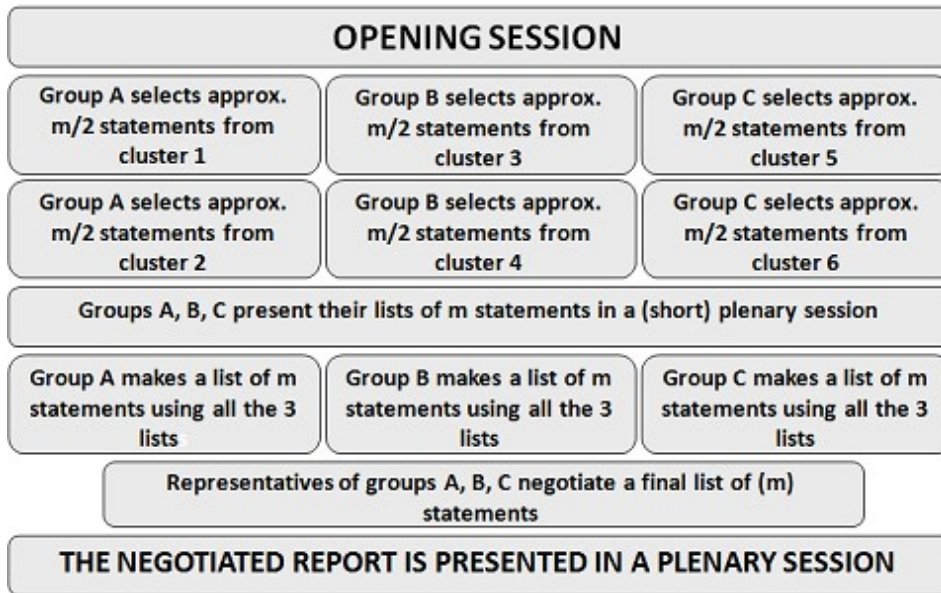 OPENING SESSION
Group A selects approx.
m/2 statements from
cluster 1
Group B selects approx.
m/2 statements from
cluster 3
Group C selects approx.
m/2 statements from
cluster 5
Group A selects approx.
m/2 statements from
cluster 2
Group B selects approx.
m/2 statements from
cluster 4
Group C selects approx.
m/2 statements from
cluster 6
Groups A, B, C present their lists of m statements in a (short) plenary session
Group A makes a list of m
statements using all the 3
lists
Group B makes a list of m
statements using all the 3
lists
Group C makes a list of m
statements using all the 3
lists
Representatives of groups A, B, C negotiate a final list of (m)
statements
THE NEGOTIATED REPORT IS PRESENTED IN A PLENARY SESSION